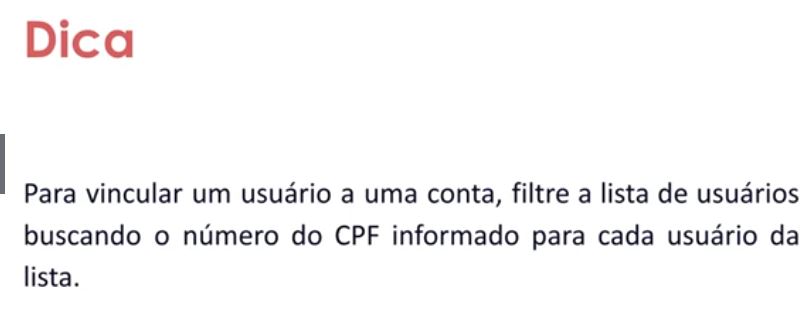 Dica
Para vincular um usuário a uma conta, filtre a lista de usuários
buscando o número do CPF informado para cada usuário da
lista.